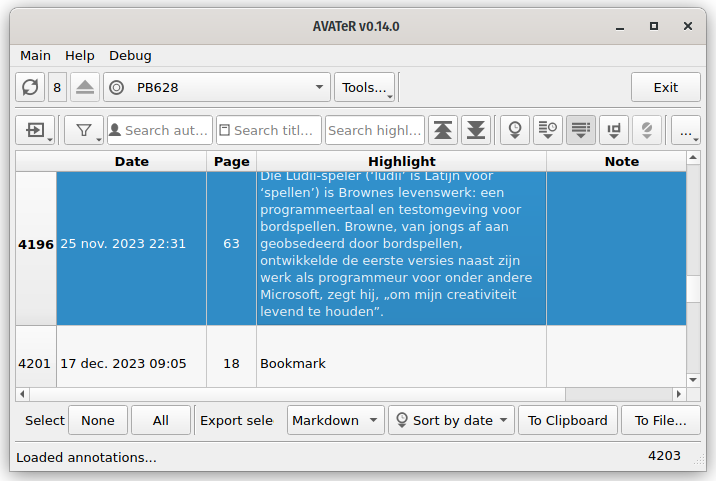 AVATeR v0.14.0
Main Help Debug
8 PB628 Tools... Exit
Search aut... Search titl... Search highl... id ...
Date Page Highlight Note
Die Ludii-speler (‘ludii’ is Latijn voor
‘spellen’) is Brownes levenswerk: een
programmeertaal en testomgeving voor
bordspellen. Browne, van jongs af aan
4196 25 nov. 2023 22:31 63 geobsedeerd door bordspellen,
ontwikkelde de eerste versies naast zijn
werk als programmeur voor onder andere
Microsoft, zegt hij, „om mijn creativiteit
levend te houden”.
4201 17 dec. 2023 09:05 18 Bookmark
Select None All Export sele Markdown Sort by date To Clipboard To File...
Loaded annotations... 4203